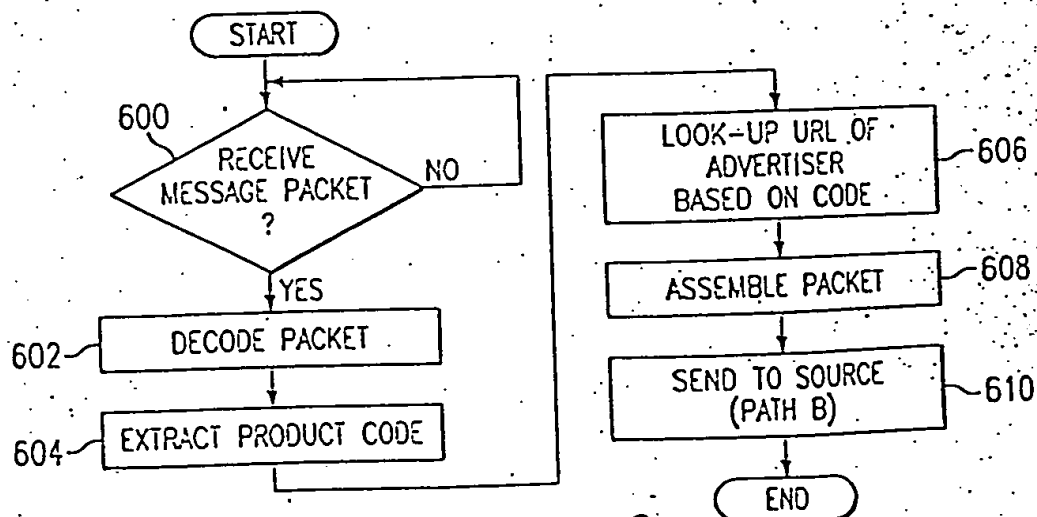 START
600
RECEIVE
MESSAGE PACKET
?
NO
YES
602
DECODE PACKET
604
EXTRACT PRODUCT CODE
LOOK-UP URL OF
ADVERTISER
BASED ON CODE
606
ASSEMBLE PACKET
608
SEND TO SOURCE
(PATH B)
610
END